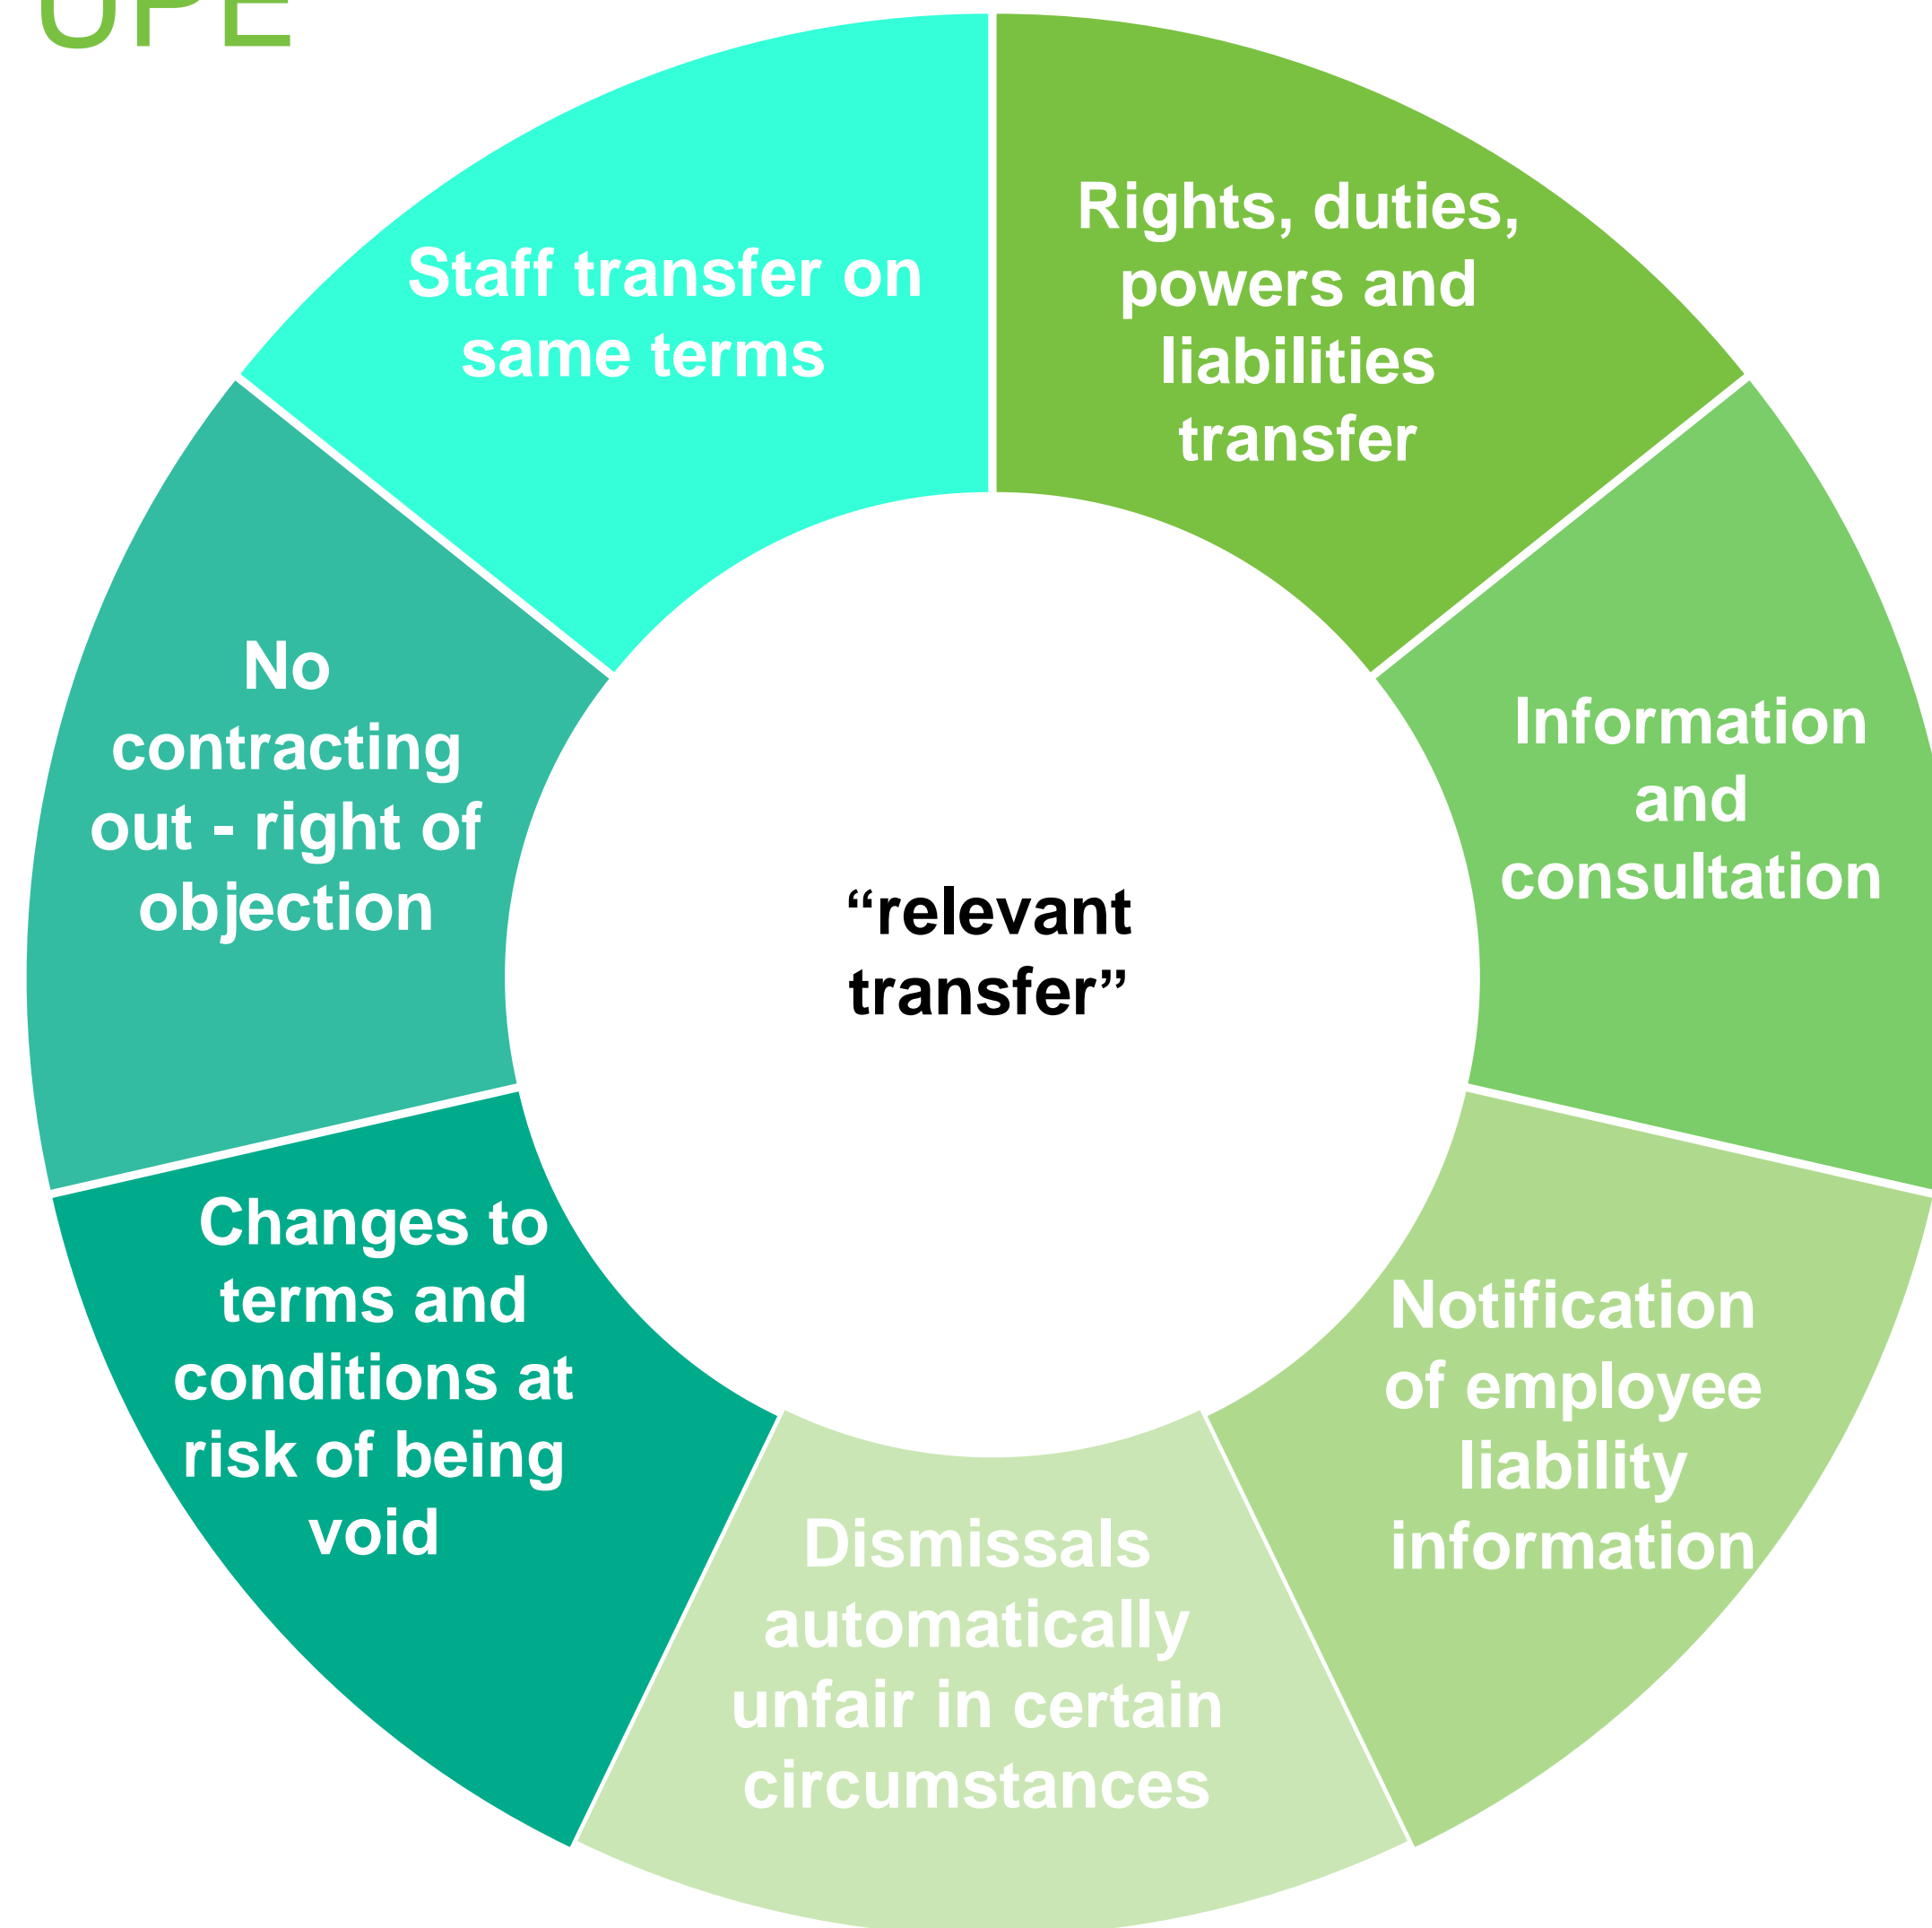 UPE
Rights, duties,
powers and
liabilities
transfer
Information
and
consultation
Notification
of employee
liability
information
Dismissals
automatically
unfair in certain
circumstances
Changes to
terms and
conditions at
risk of being
void
No
contracting
out - right of
objection
Staff transfer on
same terms
“relevant
transfer”